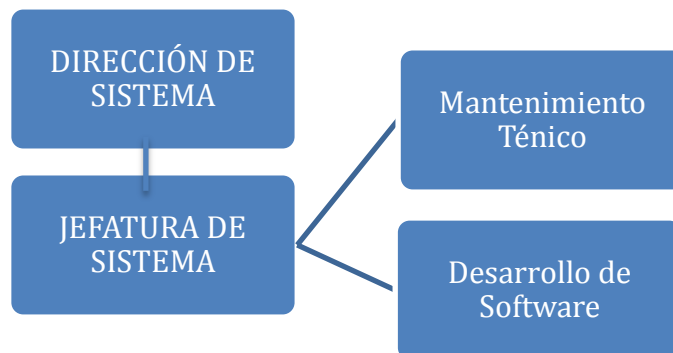 DIRECCIÓN DE
SISTEMA
JEFATURA DE
SISTEMA
Mantenimiento
Ténico
Desarrollo de
Software